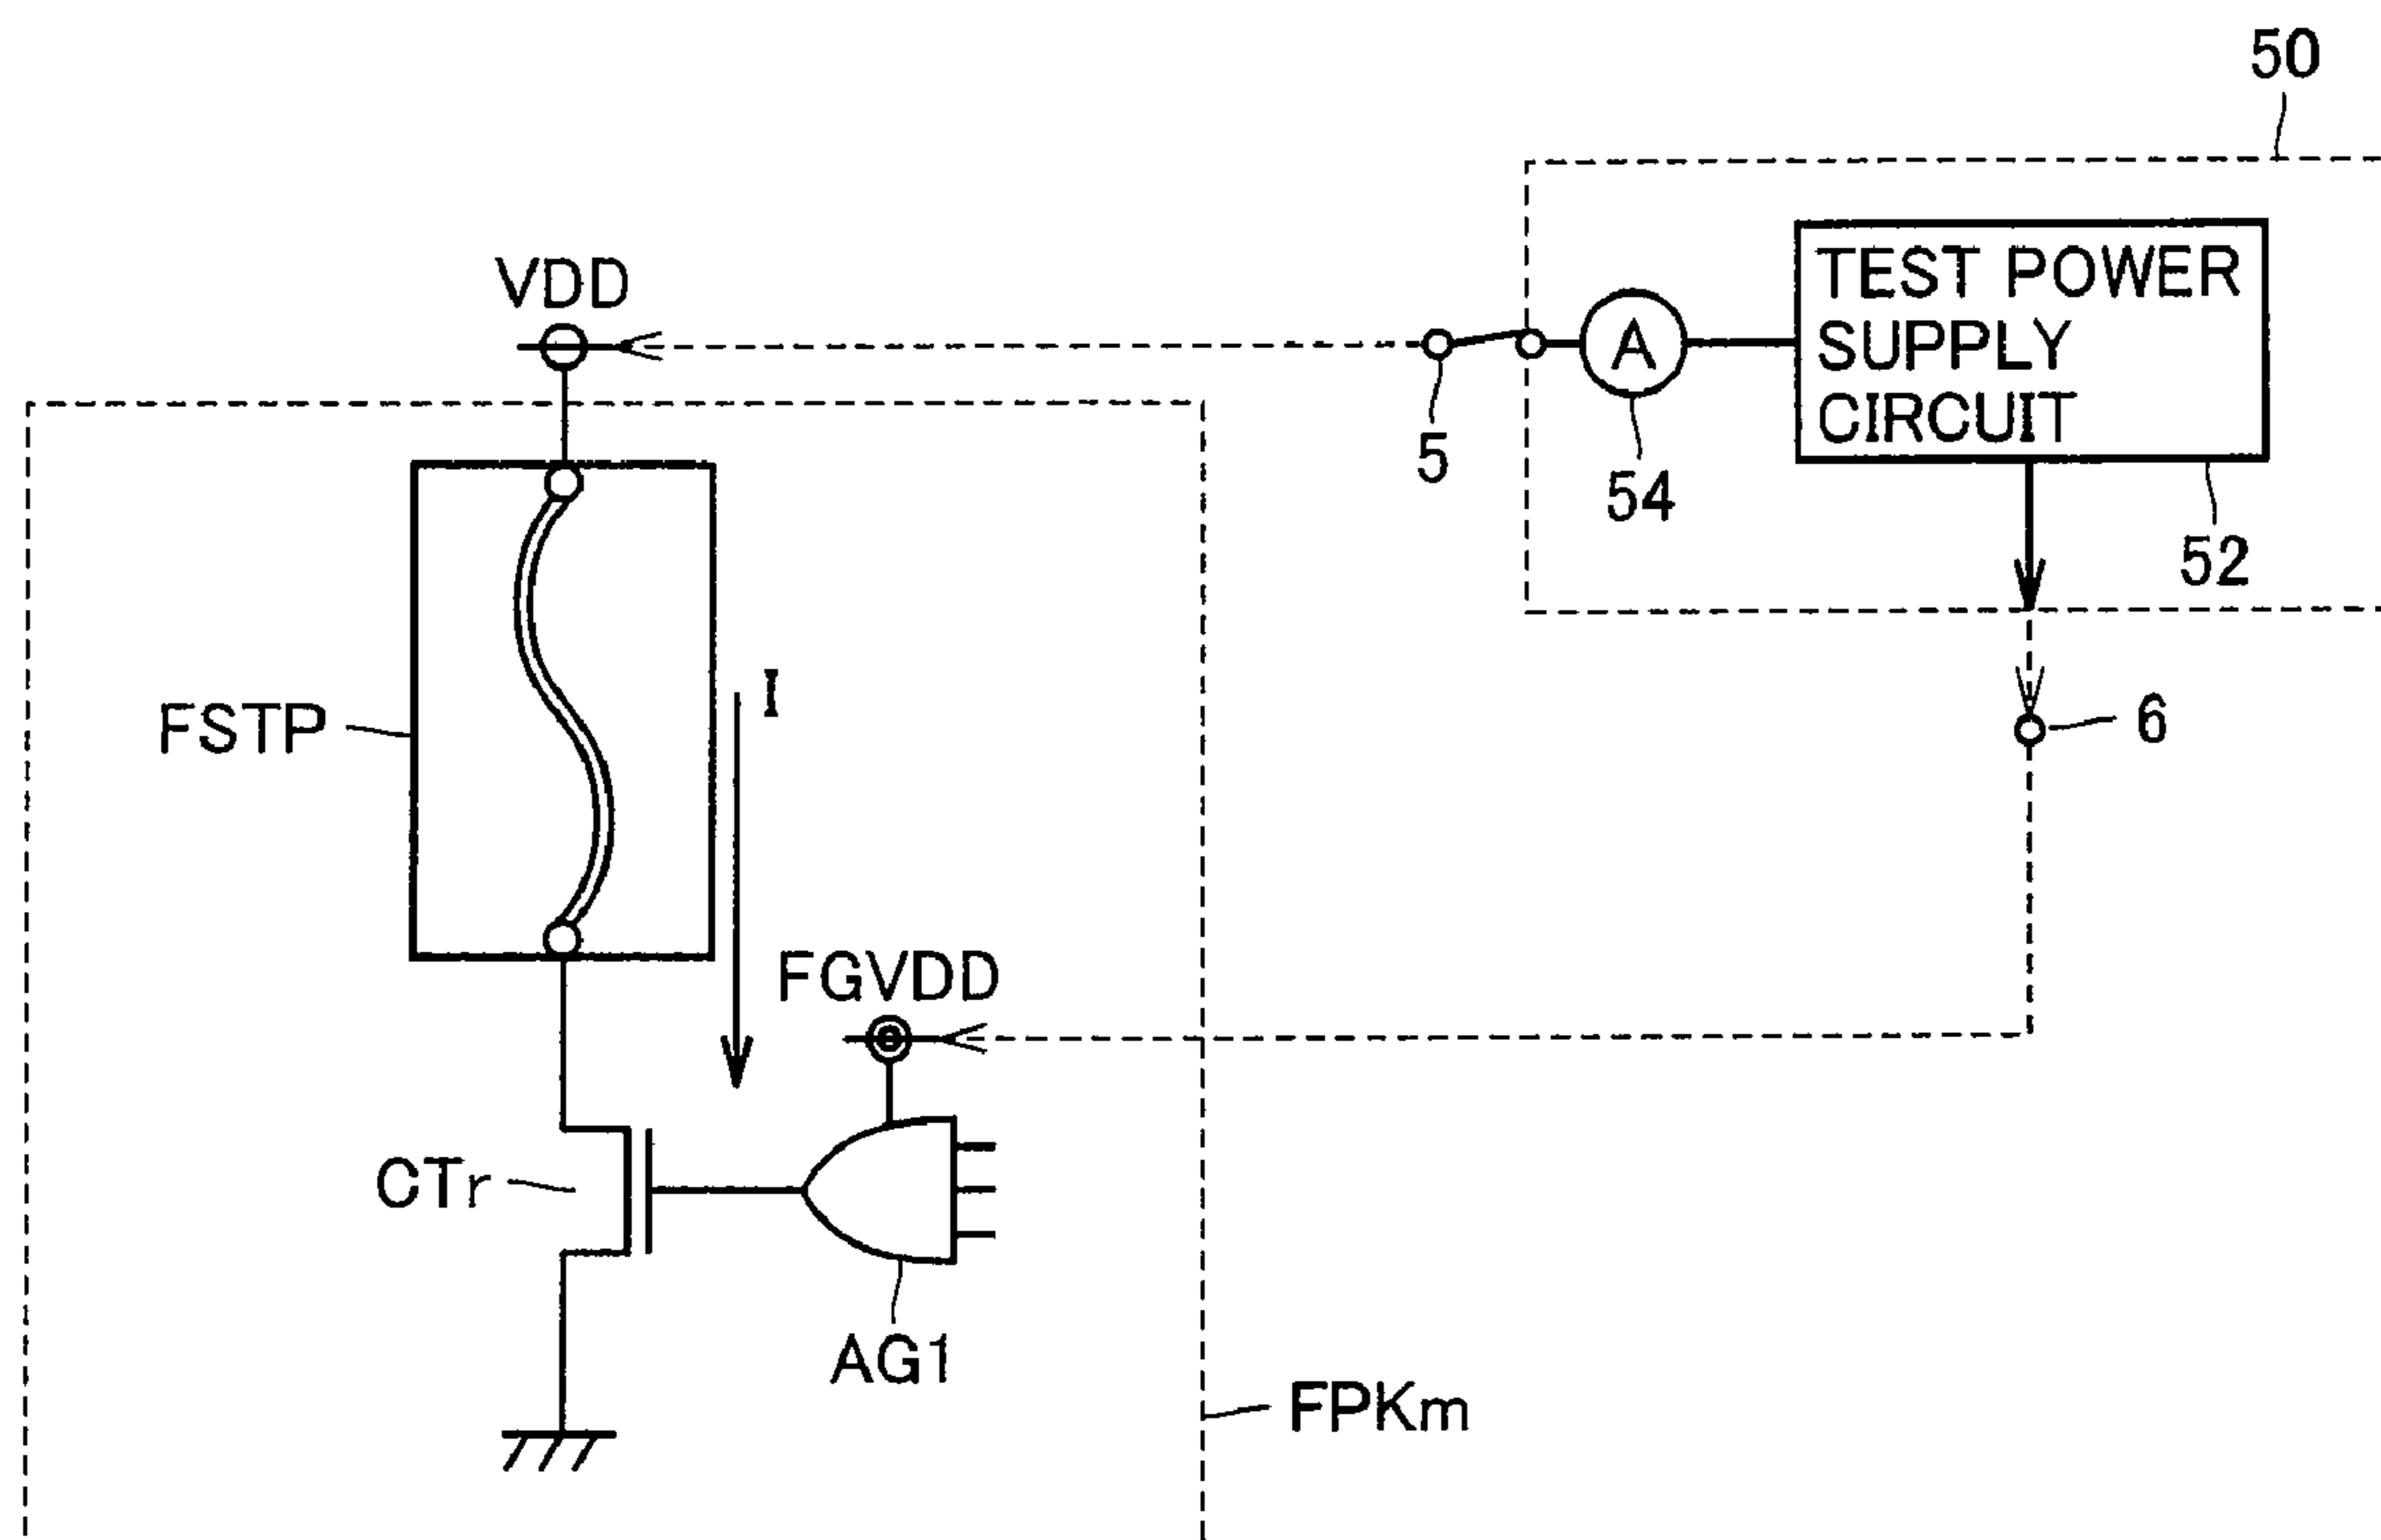 50
VDD
TEST POWER
SUPPLY
CIRCUIT
A
5
54
52
FSTP
I
6
FGVDD
CTr
AG1
FPKm